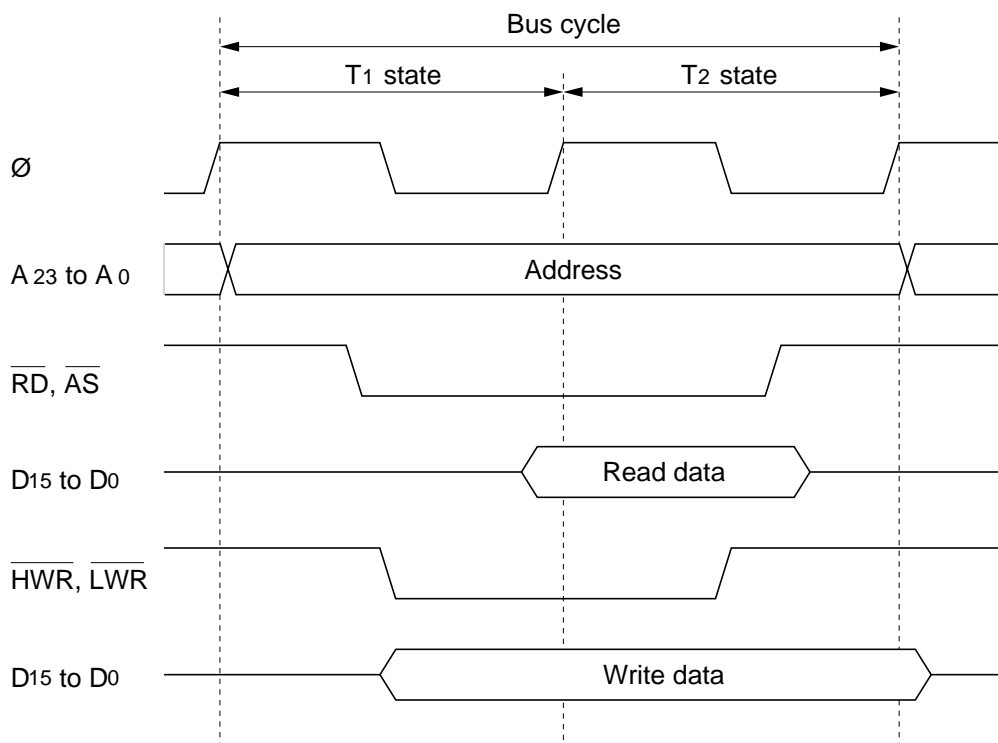 Bus cycle
T1 state
T2 state
Ø
A 23 to A 0
Address
RD, AS
D15 to D0
Read data
HWR, LWR
D15 to D0
Write data